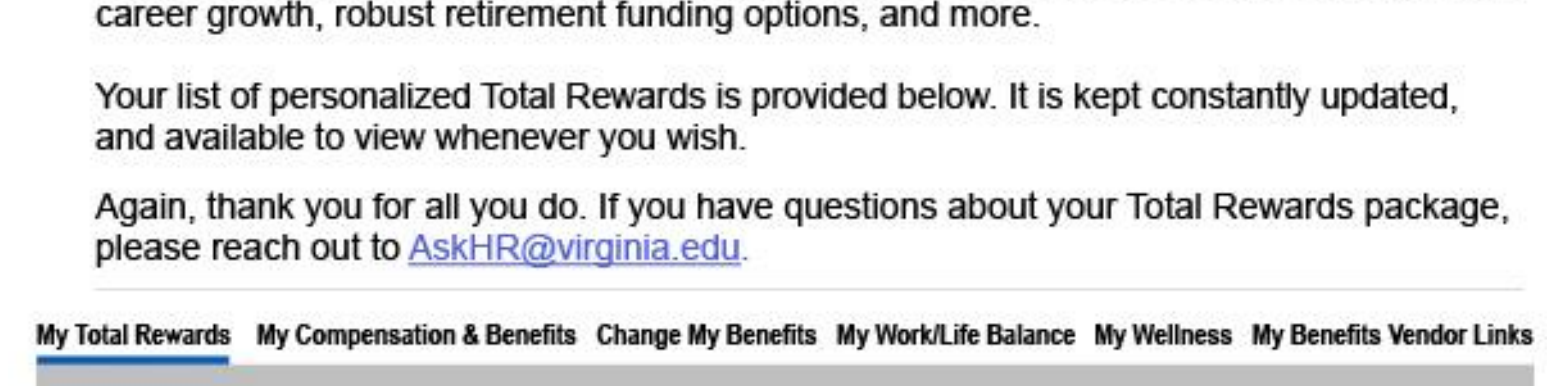 career growth, robust retirement funding options, and more.
Your list of personalized Total Rewards is provided below. It is kept constantly updated,
and available to view whenever you wish.
Again, thank you for all you do. If you have questions about your Total Rewards package,
please reach out to AskHR@virginia.edu.
My Total Rewards My Compensation & Benefits Change My Benefits My Work/Life Balance My Wellness My Benefits Vendor Links